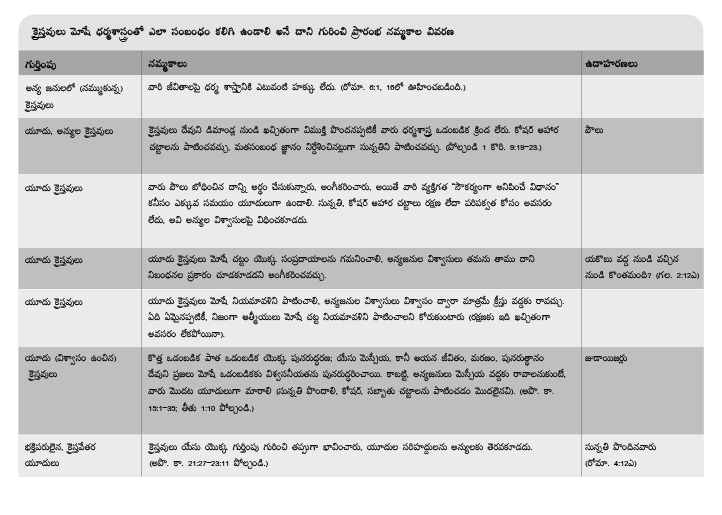 క్రైస్తవులు మోషే ధర్మశాస్త్రంతో ఎలా సంబంధం కలిగి ఉండాలి అనే దాని గురించి ప్రారంభ నమ్మకాల వివరణ
గుర్తింపు నమ్మకాలు ఉదాహరణలు
అన్య జనులలో (నమ్ముకున్న) వారి జీవితాలపై ధర్మ శాస్త్రానికి ఎటువంటి హక్కు లేదు. (రోమా. 6:1, 16లో ఊహించబడింది.)
క్రైస్తవులు
యూదు, అన్యుల క్రైస్తవులు క్రైస్తవులు దేవుని డిమాండ్ల నుండి ఖచ్చితంగా విముక్తి పొందనప్పటికీ వారు ధర్మశాస్త్ర ఒడంబడిక క్రింద లేరు. కోషర్ ఆహార పౌలు
చట్టాలను పాటించవచ్చు, మతసంబంధ జ్ఞానం నిర్దేశించినట్లుగా సున్నతిని పాటించవచ్చు. (పోల్చండి 1 కొరి. 9:19–23.)
యూదు క్రైస్తవులు వారు పౌలు బోధించిన దాన్ని అర్థం చేసుకున్నారు, అంగీకరించారు, అయితే వారి వ్యక్తిగత “సౌకర్యంగా అనిపించే విధానం”
కనీసం ఎక్కువ సమయం యూదులుగా ఉండాలి. సున్నతి, కోషర్ ఆహార చట్టాలు రక్షణ లేదా పరిపక్వత కోసం అవసరం
లేదు, అవి అన్యుల విశ్వాసులపై విధించకూడదు.
యూదు క్రైస్తవులు యూదు క్రైస్తవులు మోషే చట్టం యొక్క సంప్రదాయాలను గమనించాలి, అన్యజనుల విశ్వాసులు తమను తాము దాని యకొబు వద్ద నుండి వచ్చిన
నిబంధనల ప్రకారం చూడకూడదని అంగీకరించవచ్చు. నుండి కొంతమంది? (గల. 2:12ఎ)
యూదు క్రైస్తవులు యూదు క్రైస్తవులు మోషే నియమావళిని పాటించాలి, అన్యజనుల విశ్వాసులు విశ్వాసం ద్వారా మాత్రమే క్రీస్తు వద్దకు రావచ్చు.
ఏది ఏమైనప్పటికీ, నిజంగా ఆత్మీయులు మోషే చట్ట నియమావళిని పాటించాలని కోరుకుంటారు (రక్షణకు ఇది ఖచ్చితంగా
అవసరం లేకపోయినా).
యూదు (విశ్వాసం ఉంచిన) కొత్త ఒడంబడిక పాత ఒడంబడిక యొక్క పునరుద్ధరణ; యేసు మెస్సీయ, కానీ ఆయన జీవితం, మరణం, పునరుత్థానం జుడాయిజర్లు
క్రైస్తవులు దేవుని ప్రజలు మోషే ఒడంబడికకు విశ్వసనీయతను పునరుద్ధరించాయి. కాబట్టి, అన్యజనులు మెస్సీయ వద్దకు రావాలనుకుంటే,
వారు మొదట యూదులుగా మారాలి (సున్నతి పొందాలి, కోషర్, సబ్బాతు చట్టాలను పాటించడం మొదలైనవి). (అపొ. కా.
15:1–35; తీతు 1:10 పోల్చండి.)
భక్తిపరులైన, క్రైస్తవేతర క్రైస్తవులు యేసు యొక్క గుర్తింపు గురించి తప్పుగా భావించారు, యూదుల సరిహద్దులను అన్యులకు తెరవకూడదు. సున్నతి పొందినవారు
యూదులు (అపొ. కా. 21:27–23:11 పోల్చండి.) (రోమా. 4:12ఎ)